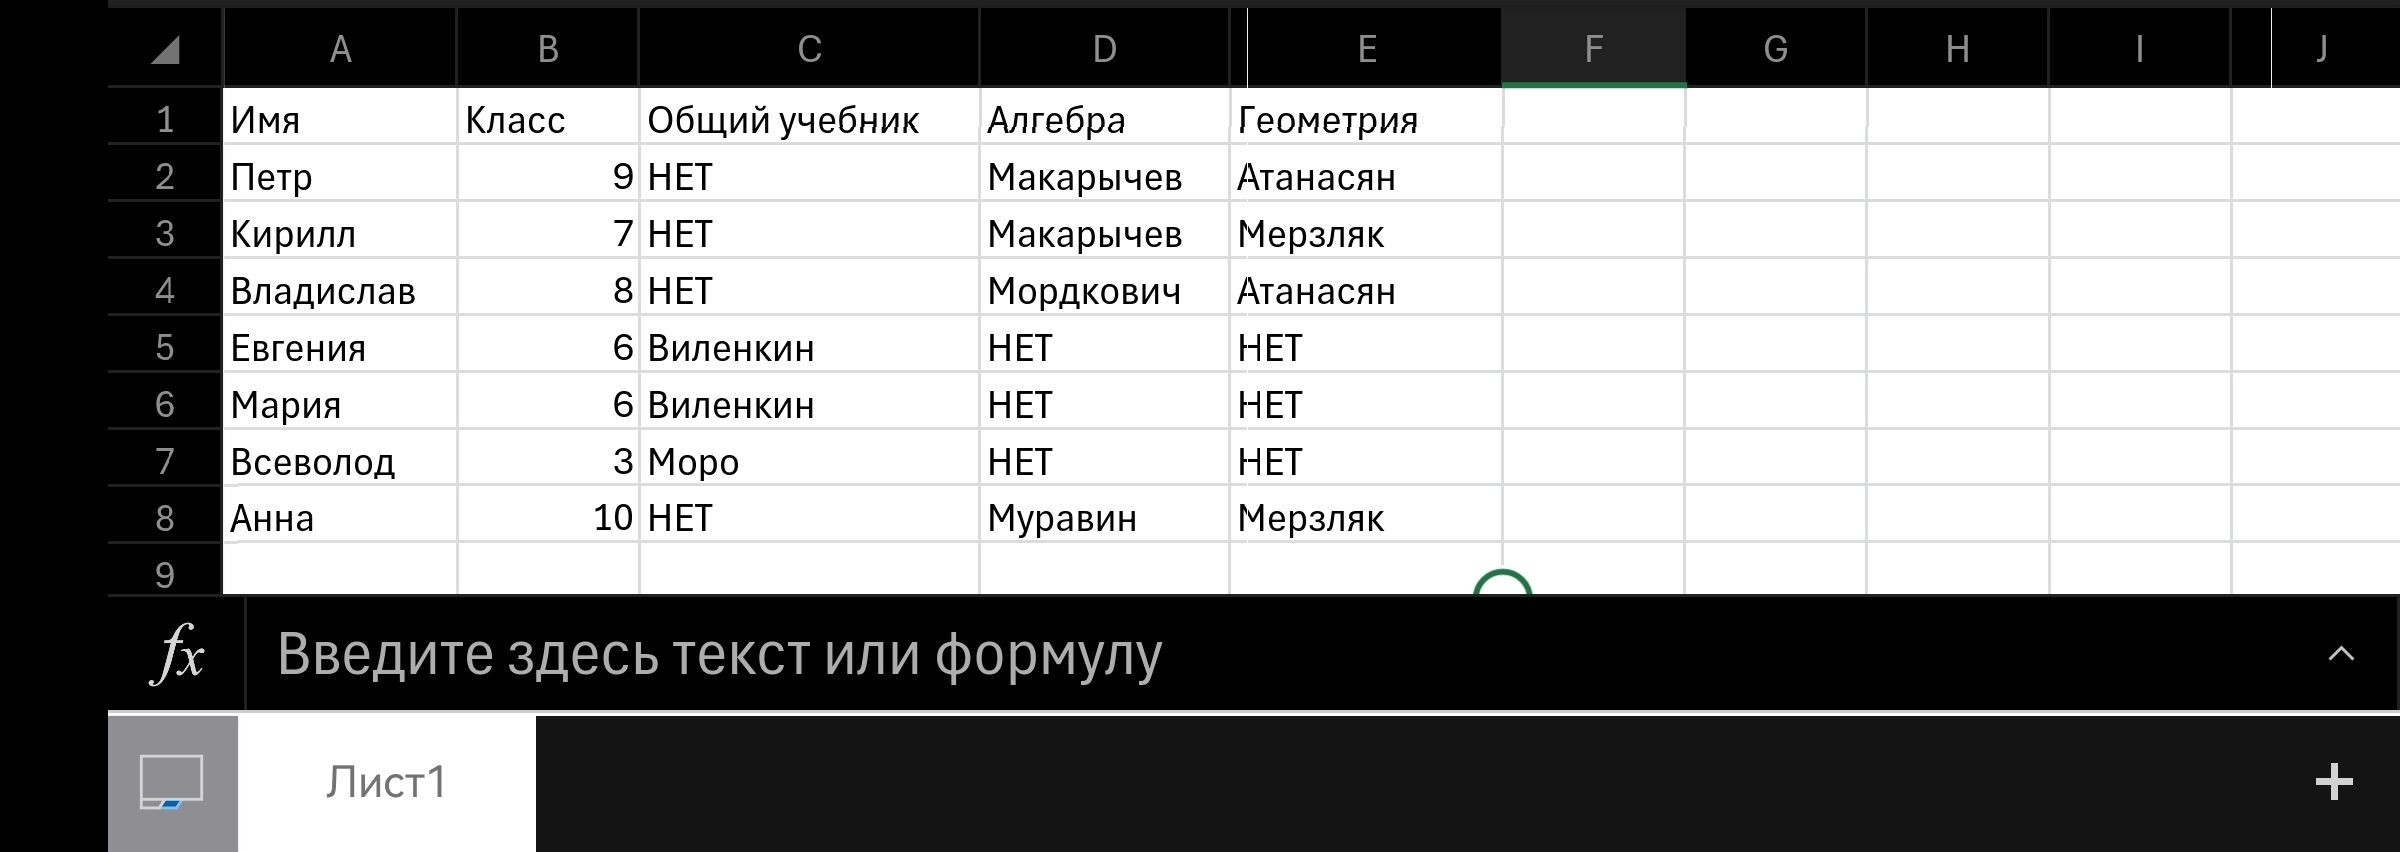 A B C D E F G H I J
1 Имя Класс Общий учебник Алгебра Геометрия
2 Петр 9 НЕТ Макарычев Атанасян
3 Кирилл 7 НЕТ Макарычев Мерзляк
4 Владислав 8 НЕТ Мордкович Атанасян
5 Евгения 6 Виленкин НЕТ НЕТ
6 Мария 6 Виленкин НЕТ НЕТ
7 Всеволод 3 Моро НЕТ НЕТ
8 Анна 10 НЕТ Муравин Мерзляк
9
fx Введите здесь текст или формулу
Лист1 +